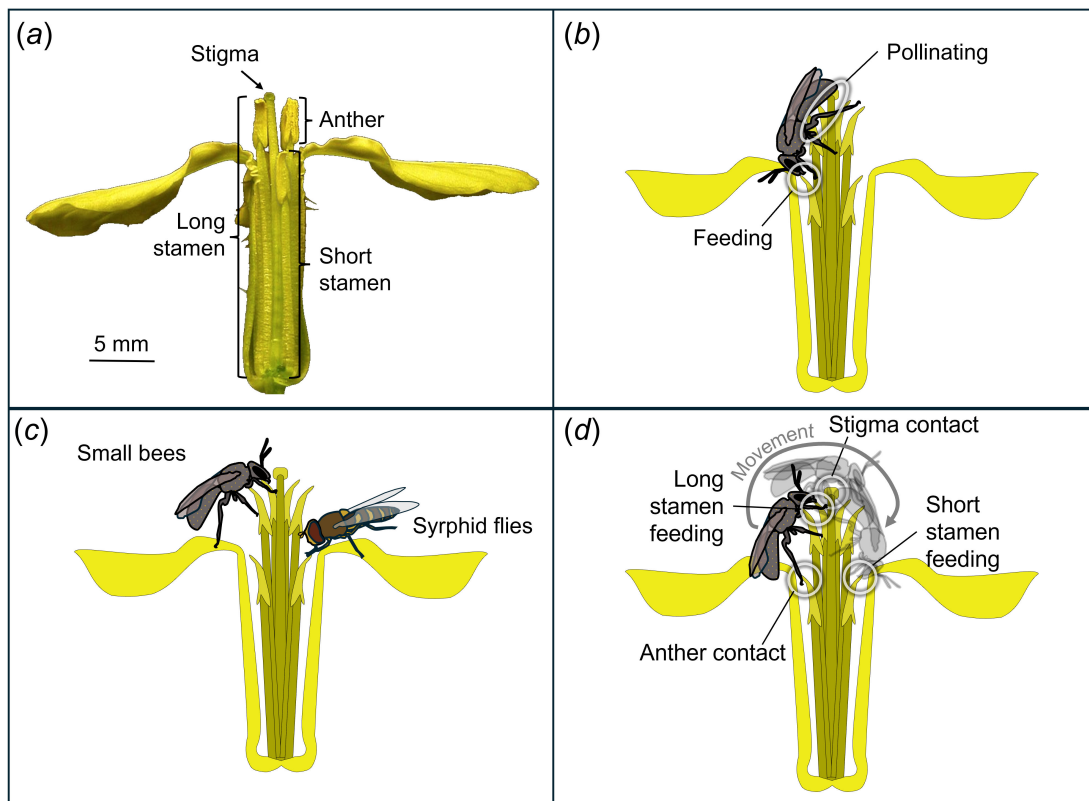 (a)
Stigma
Anther
Long
stamen
Short
stamen
5 mm
(b)
Pollinating
Feeding
(c)
Small bees
Syrphid flies
(d)
Movement
Stigma contact
Long
stamen
feeding
Short
stamen
feeding
Anther contact